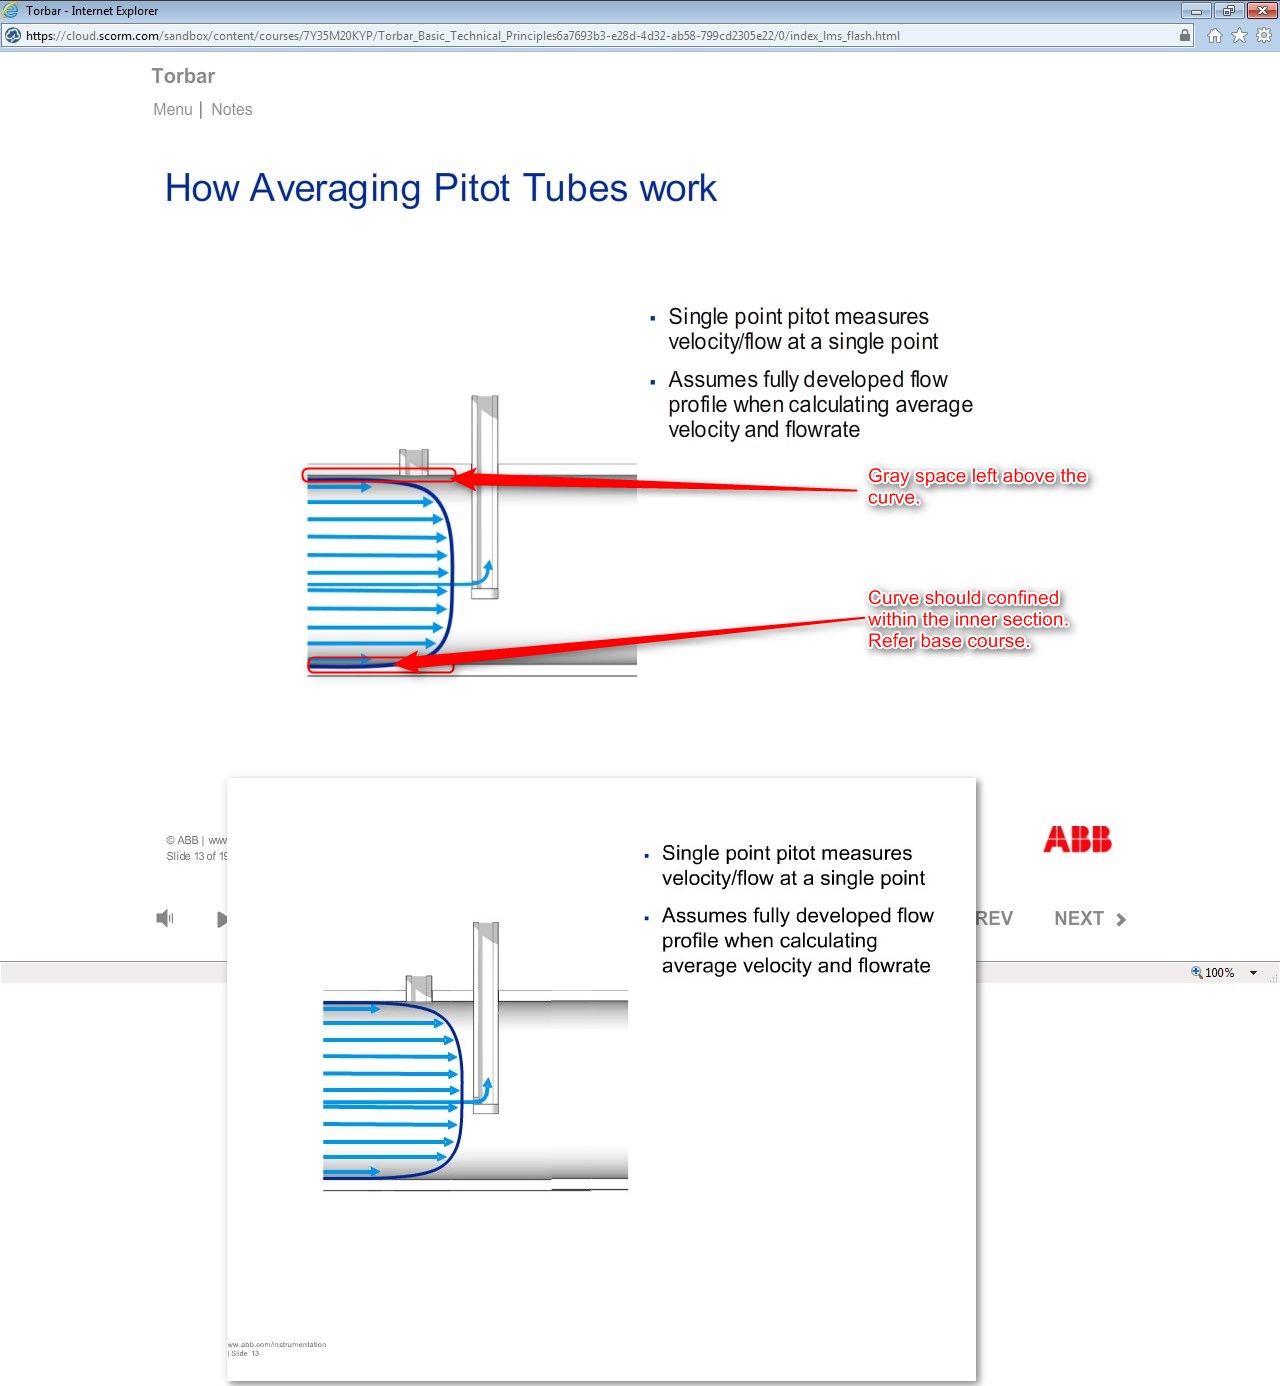 Torbar - Internet Explorer
https://cloud.scorm.com/sandbox/content/courses/7Y35M20KYP/Torbar_Basic_Technical_Principles6a7693b3-e28d-4d32-ab58-799cd2305e22/0/index_lms_flash.html
Torbar
Menu | Notes
How Averaging Pitot Tubes work
▪ Single point pitot measures
velocity/flow at a single point
▪ Assumes fully developed flow
profile when calculating average
velocity and flowrate
Gray space left above the
curve.
Curve should confined
within the inner section.
Refer base course.
© ABB | www
Slide 13 of 19
ABB
REV
NEXT
100%
▪ Single point pitot measures
velocity/flow at a single point
▪ Assumes fully developed flow
profile when calculating
average velocity and flowrate
ww.abb.com/instrumentation
| Slide 13